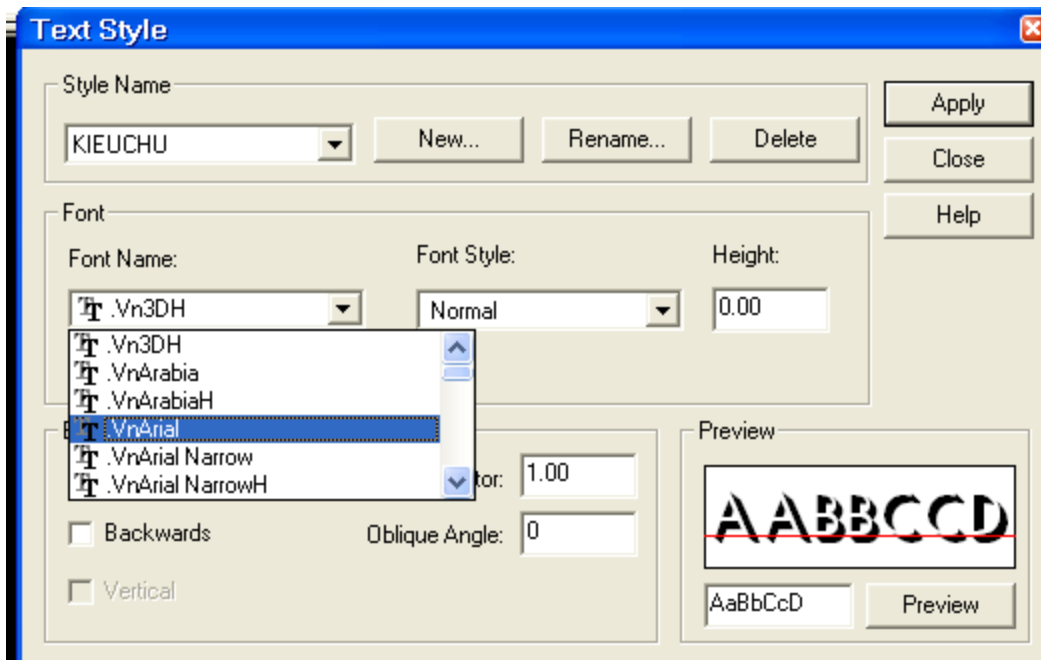 Text Style
Style Name
KIEUCHU
New...
Rename...
Delete
Apply
Close
Help
Font
Font Name:
Font Style:
Height:
.Vn3DH
Normal
0.00
.Vn3DH
.VnArabia
.VnArabiaH
.VnArial
.VnArial Narrow
.VnArial NarrowH
1.00
Backwards
Oblique Angle:
0
Vertical
Preview
AABBCCD
AaBbCcD
Preview